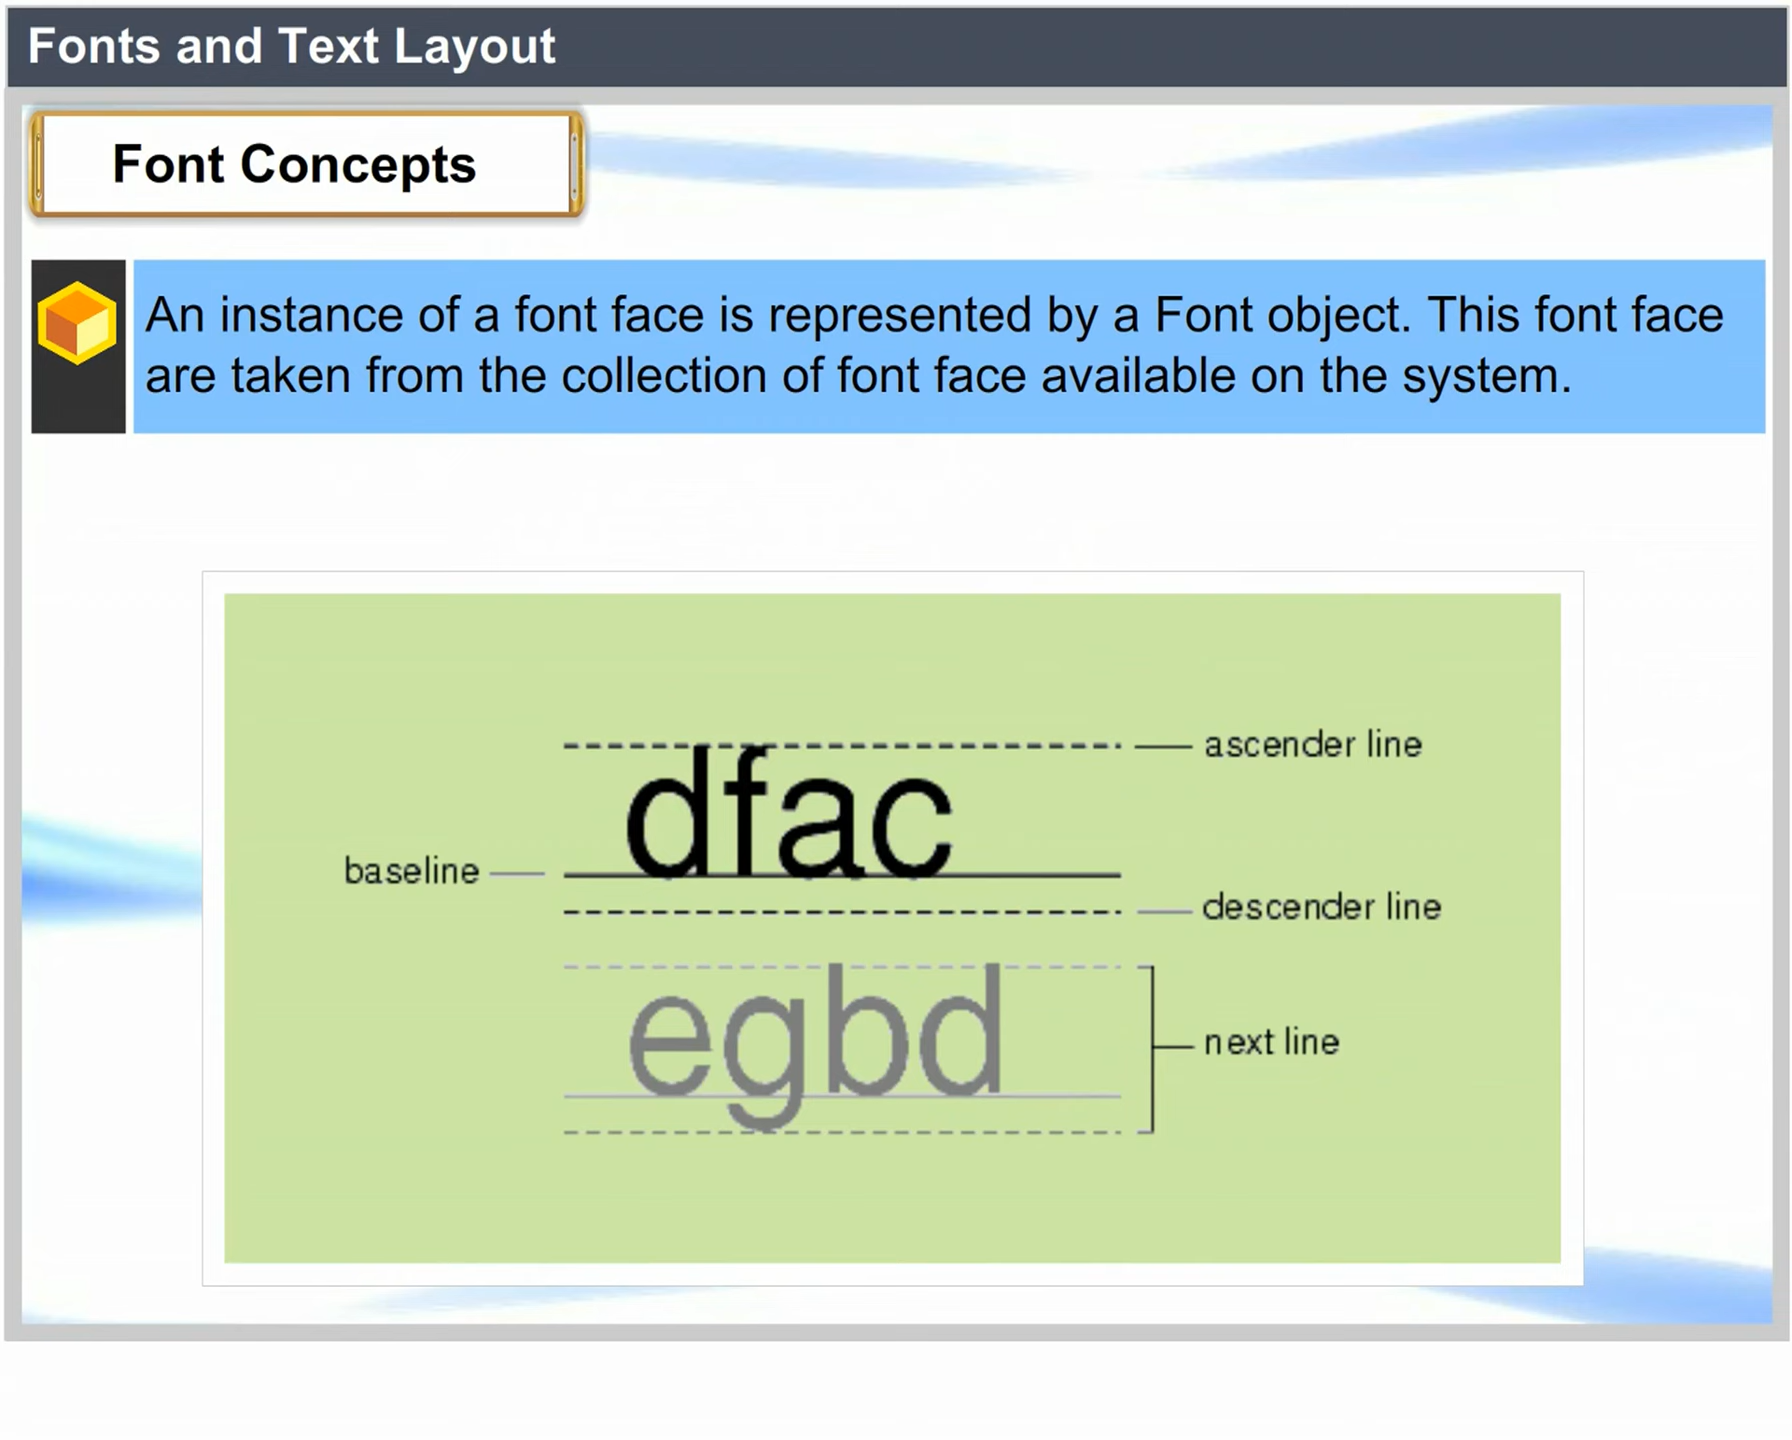 Fonts and Text Layout
Font Concepts
An instance of a font face is represented by a Font object. This font face
are taken from the collection of font face available on the system.
ascender line
dfac
baseline
descender line
egbd
next line